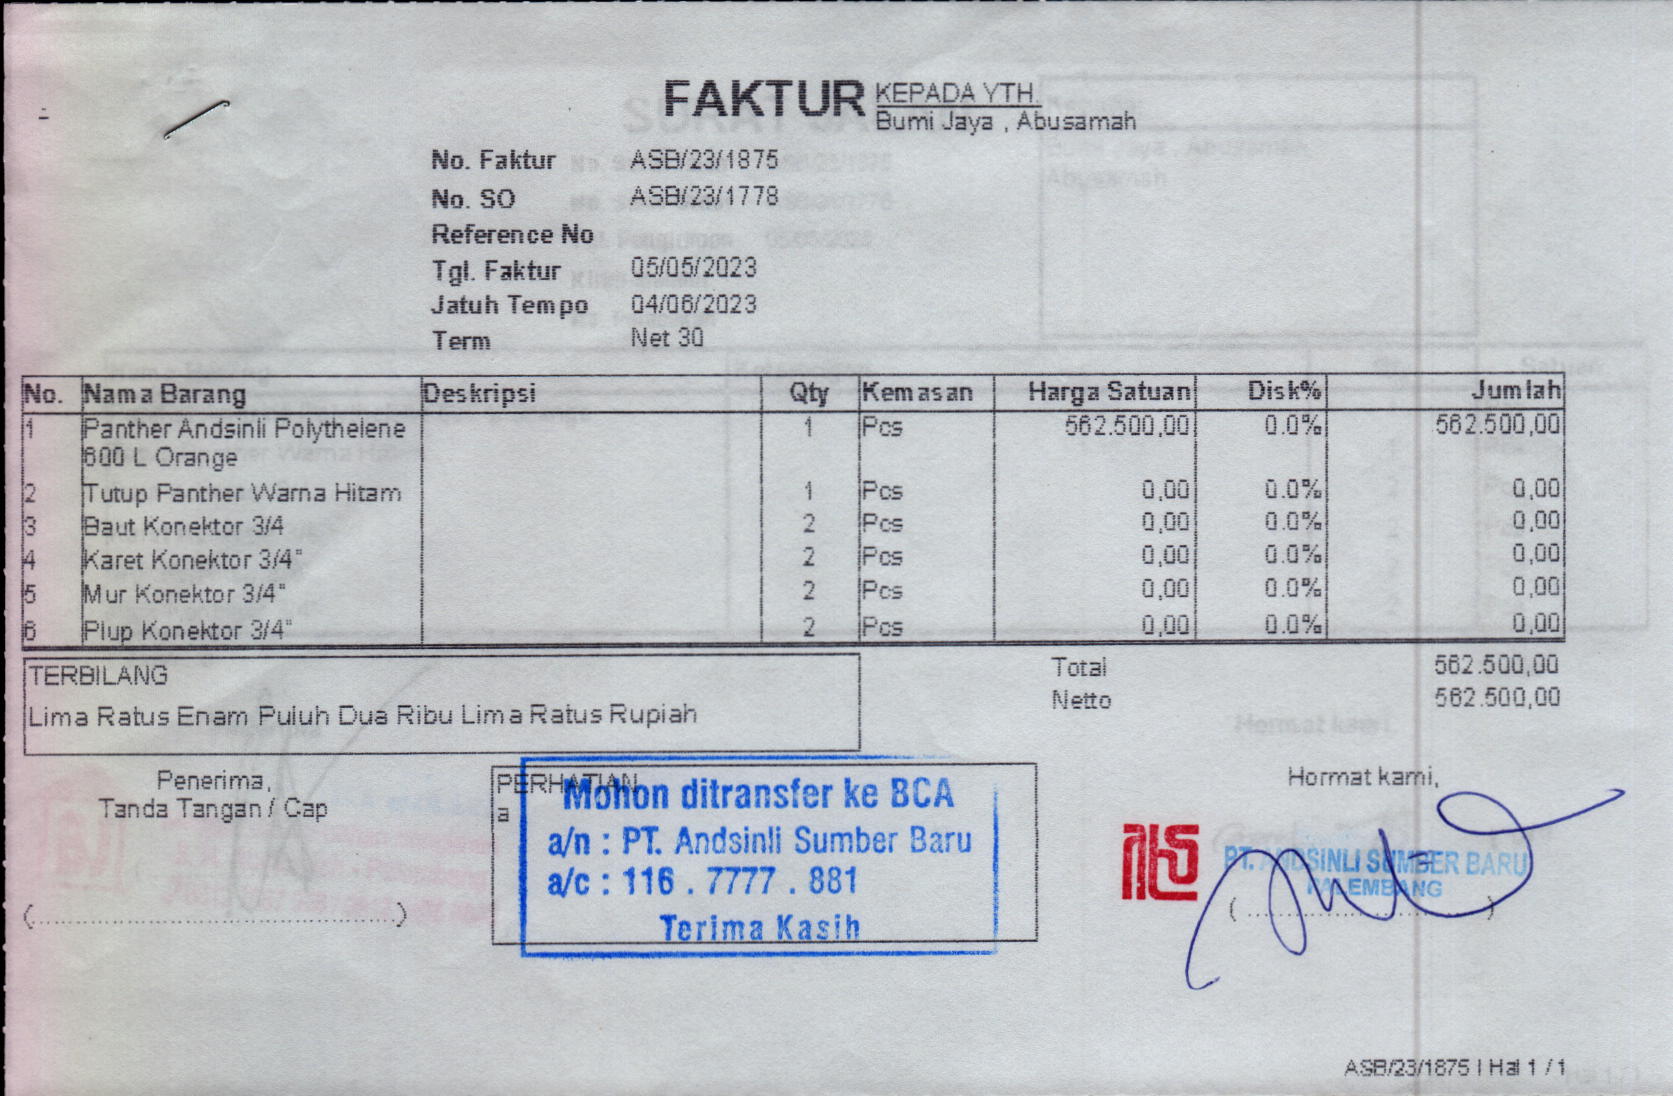 FAKTUR
KEPADA YTH.
Bumi Jaya , Abusamah
No. Faktur ASB/23/1875
No. SO ASB/23/1778
Reference No
Tgl. Faktur 05/05/2023
Jatuh Tempo 04/06/2023
Term Net 30
No. Nama Barang Deskripsi Qty Kemasan Harga Satuan Disk% Jumlah
1 Panther Andsinli Polythelene 1 Pcs 562.500,00 0.0% 562.500,00
600 L Orange
2 Tutup Panther Warna Hitam 1 Pcs 0,00 0.0% 0,00
3 Baut Konektor 3/4 2 Pcs 0,00 0.0% 0,00
4 Karet Konektor 3/4" 2 Pcs 0,00 0.0% 0,00
5 Mur Konektor 3/4" 2 Pcs 0,00 0.0% 0,00
6 Plup Konektor 3/4" 2 Pcs 0,00 0.0% 0,00
TERBILANG
Lima Ratus Enam Puluh Dua Ribu Lima Ratus Rupiah
Total 562.500,00
Netto 562.500,00
Penerima,
Tanda Tangan / Cap
(....................................................)
PERHATIAN
a
Mohon ditransfer ke BCA
a/n : PT. Andsinli Sumber Baru
a/c : 116 . 7777 . 881
Terima Kasih
Hormat kami,
PT. ANDSINLI SUMBER BARU
PALEMBANG
(....................................)
ASB/23/1875 | Hal 1 / 1